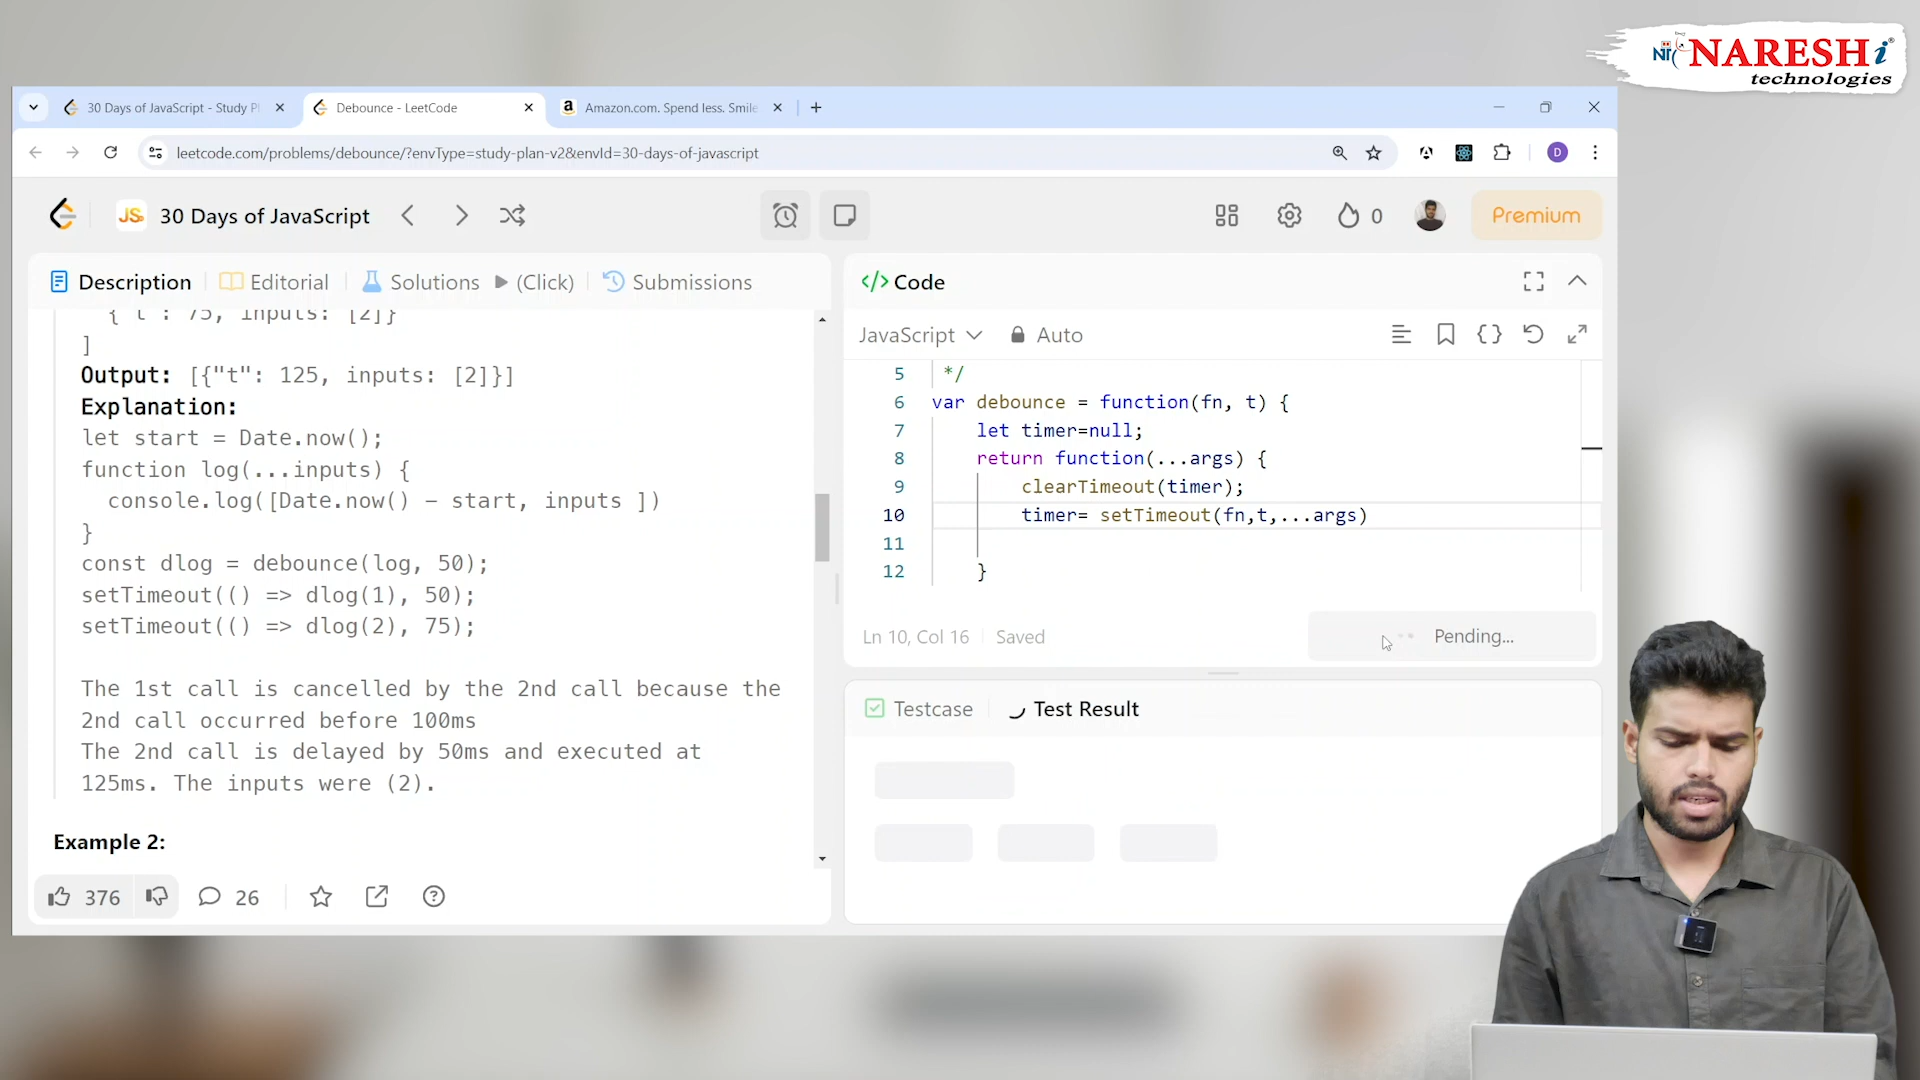 NARESHi
technologies
30 Days of JavaScript - Study Pl
Debounce - LeetCode
Amazon.com. Spend less. Smile
leetcode.com/problems/debounce/?envType=study-plan-v2&envId=30-days-of-javascript
D
JS 30 Days of JavaScript
0
Premium
Description
Editorial
Solutions
(Click)
Submissions
{"t": 75, inputs: [2]}
]
Output: [{"t": 125, inputs: [2]}]
Explanation:
let start = Date.now();
function log(...inputs) {
console.log([Date.now() - start, inputs ])
}
const dlog = debounce(log, 50);
setTimeout(() => dlog(1), 50);
setTimeout(() => dlog(2), 75);
The 1st call is cancelled by the 2nd call because the
2nd call occurred before 100ms
The 2nd call is delayed by 50ms and executed at
125ms. The inputs were (2).
Example 2:
376
26
</> Code
JavaScript
Auto
5 */
6 var debounce = function(fn, t) {
7 let timer=null;
8 return function(...args) {
9 clearTimeout(timer);
10 timer= setTimeout(fn,t,...args)
11
12 }
Ln 10, Col 16
Saved
Pending...
Testcase
Test Result